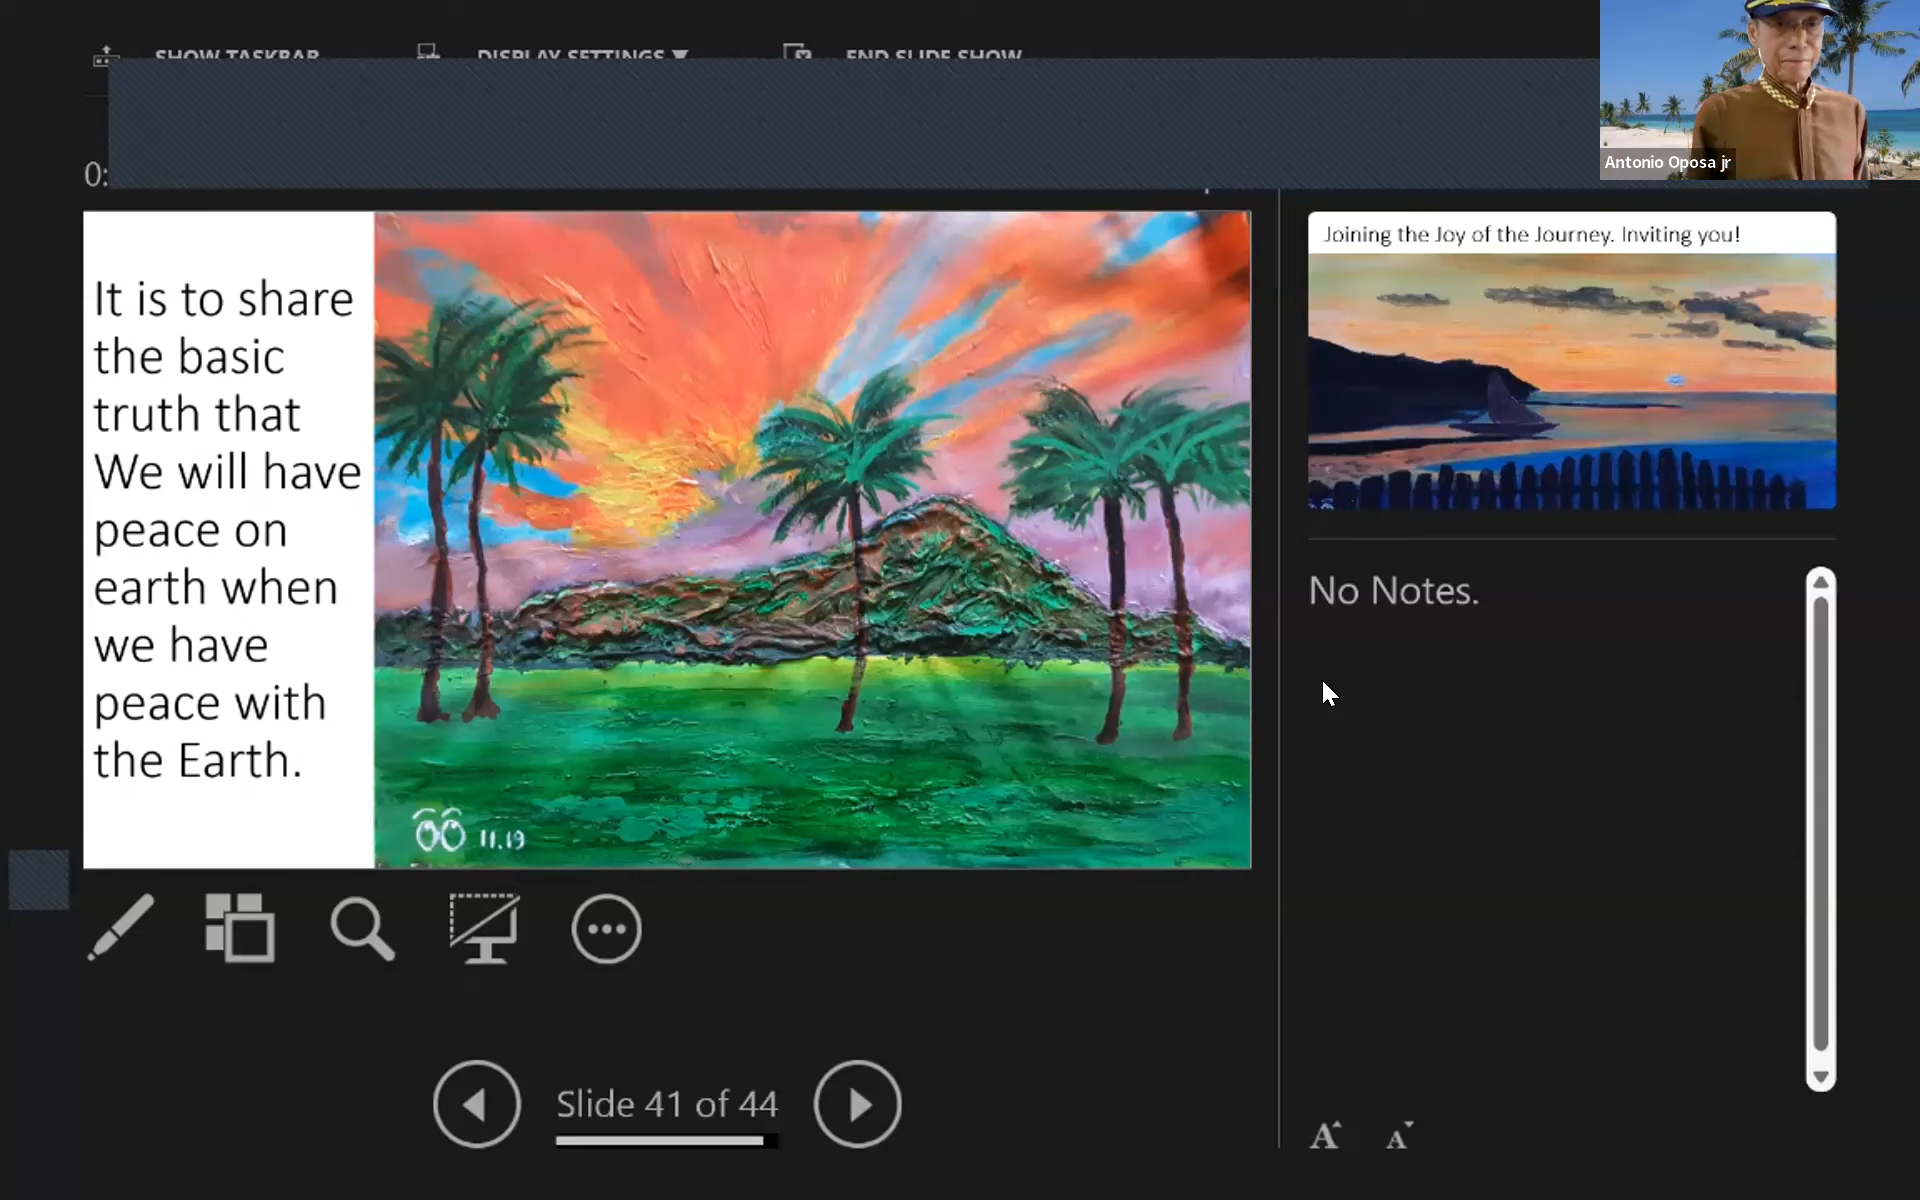 SHOW TASKBAR
DISPLAY SETTINGS ▼
END SLIDE SHOW
Antonio Oposa jr
0:
It is to share
the basic
truth that
We will have
peace on
earth when
we have
peace with
the Earth.
11.19
Joining the Joy of the Journey. Inviting you!
No Notes.
Slide 41 of 44
A A